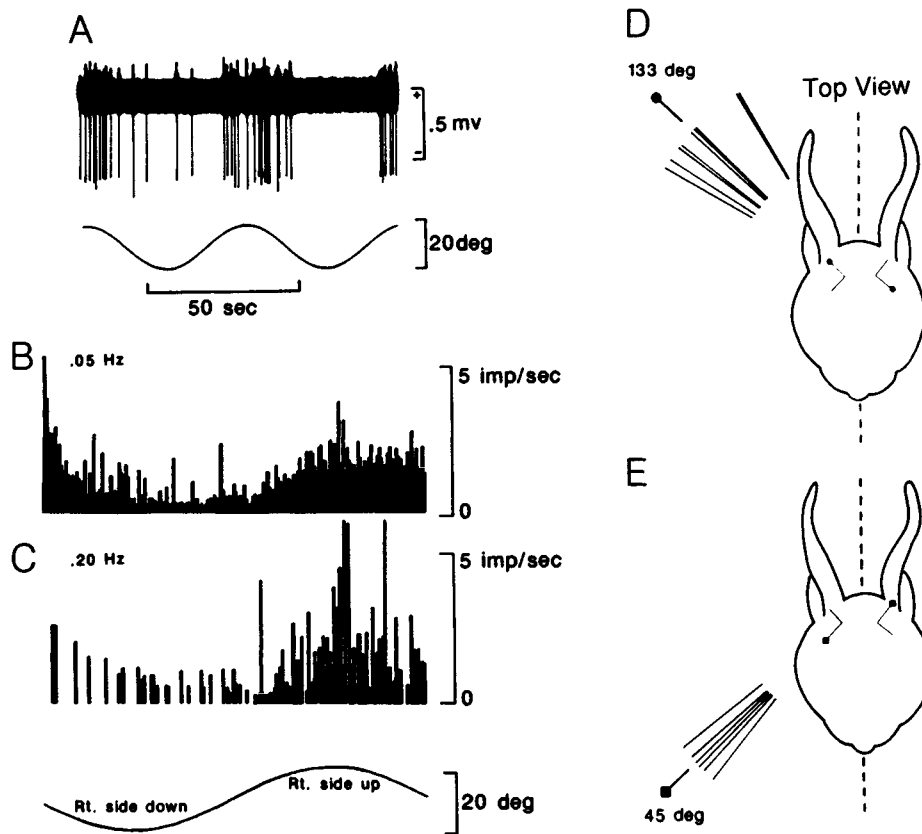 A
+
.5 mv
–
20deg
50 sec
B
.05 Hz
5 imp/sec
0
C
.20 Hz
5 imp/sec
0
Rt. side down
Rt. side up
20 deg
D
133 deg
Top View
E
45 deg